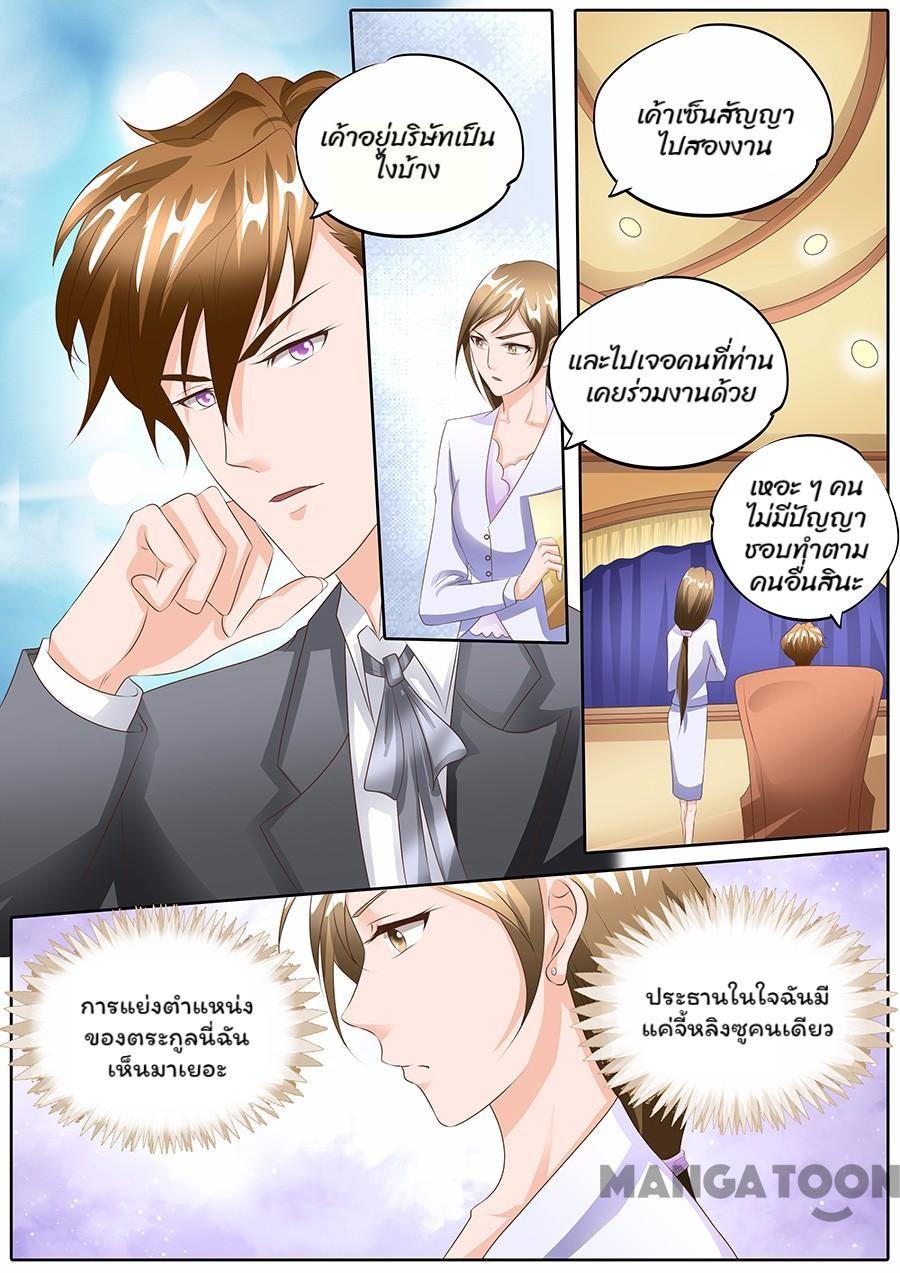 เค้าอยู่บริษัทเป็น
ไงบ้าง
เค้าเซ็นสัญญา
ไปสองงาน
และไปเจอคนที่ท่าน
เคยร่วมงานด้วย
เหอะ ๆ คน
ไม่มีปัญญา
ชอบทำตาม
คนอื่นสินะ
การแย่งตำแหน่ง
ของตระกูลนี่ฉัน
เห็นมาเยอะ
ประธานในใจฉันมี
แค่จี้หลิงซูคนเดียว
MANGATOON